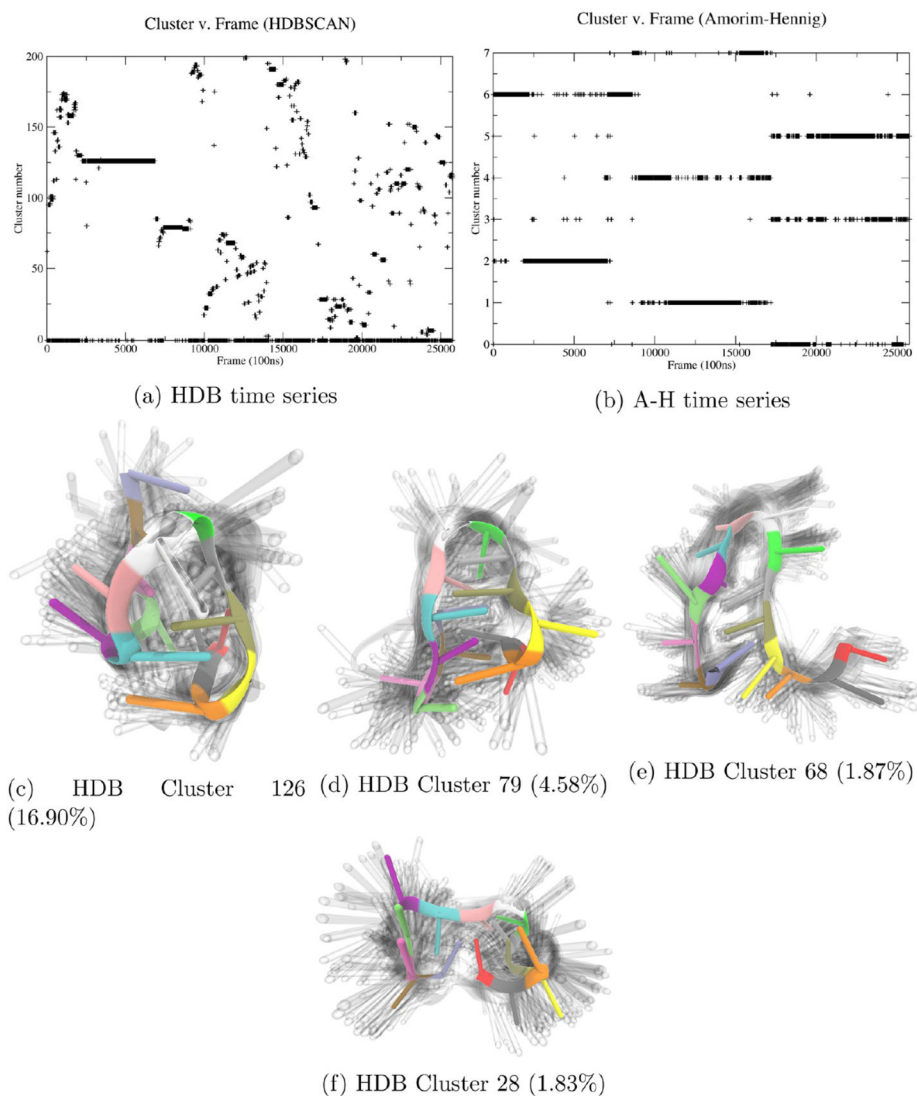 Cluster v. Frame (HDBSCAN)
200
150
100
50
0
Cluster number
0 5000 10000 15000 20000 25000
Frame (100ns)
(a) HDB time series
Cluster v. Frame (Amorim-Hennig)
7
6
5
4
3
2
1
0
Cluster number
0 5000 10000 15000 20000 25000
Frame (100ns)
(b) A-H time series
(c) HDB Cluster 126
(16.90%)
(d) HDB Cluster 79 (4.58%)
(e) HDB Cluster 68 (1.87%)
(f) HDB Cluster 28 (1.83%)